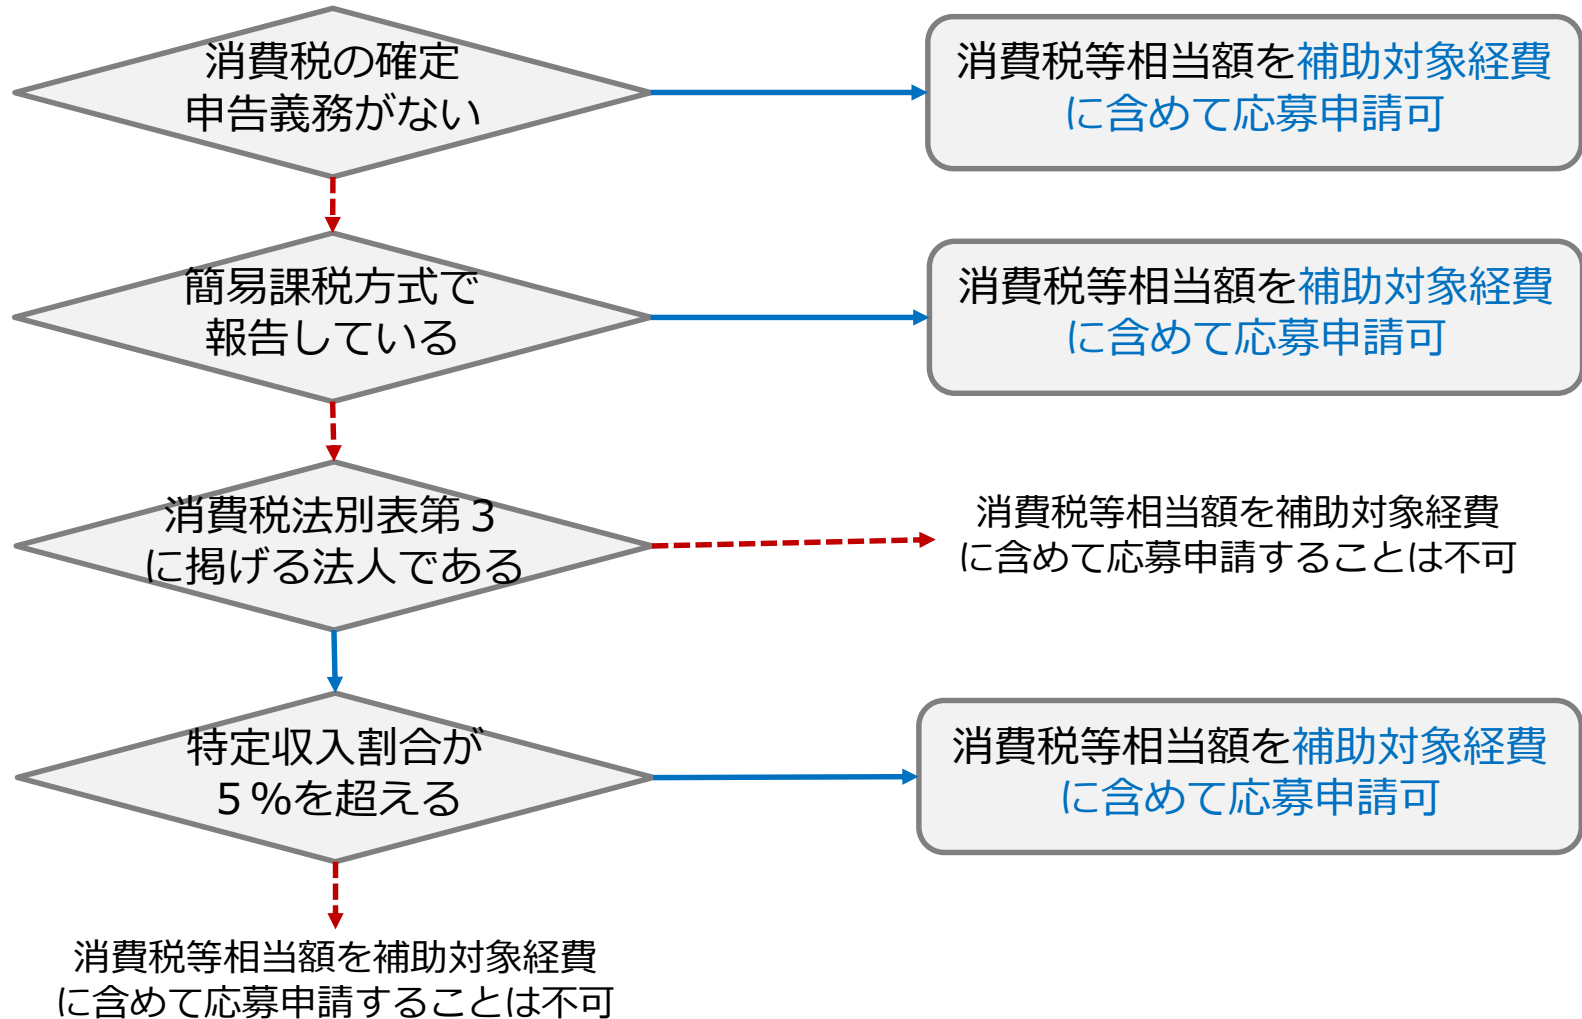 消費税の確定
申告義務がない
消費税等相当額を補助対象経費
に含めて応募申請可
簡易課税方式で
報告している
消費税等相当額を補助対象経費
に含めて応募申請可
消費税法別表第３
に掲げる法人である
消費税等相当額を補助対象経費
に含めて応募申請することは不可
特定収入割合が
５％を超える
消費税等相当額を補助対象経費
に含めて応募申請可
消費税等相当額を補助対象経費
に含めて応募申請することは不可